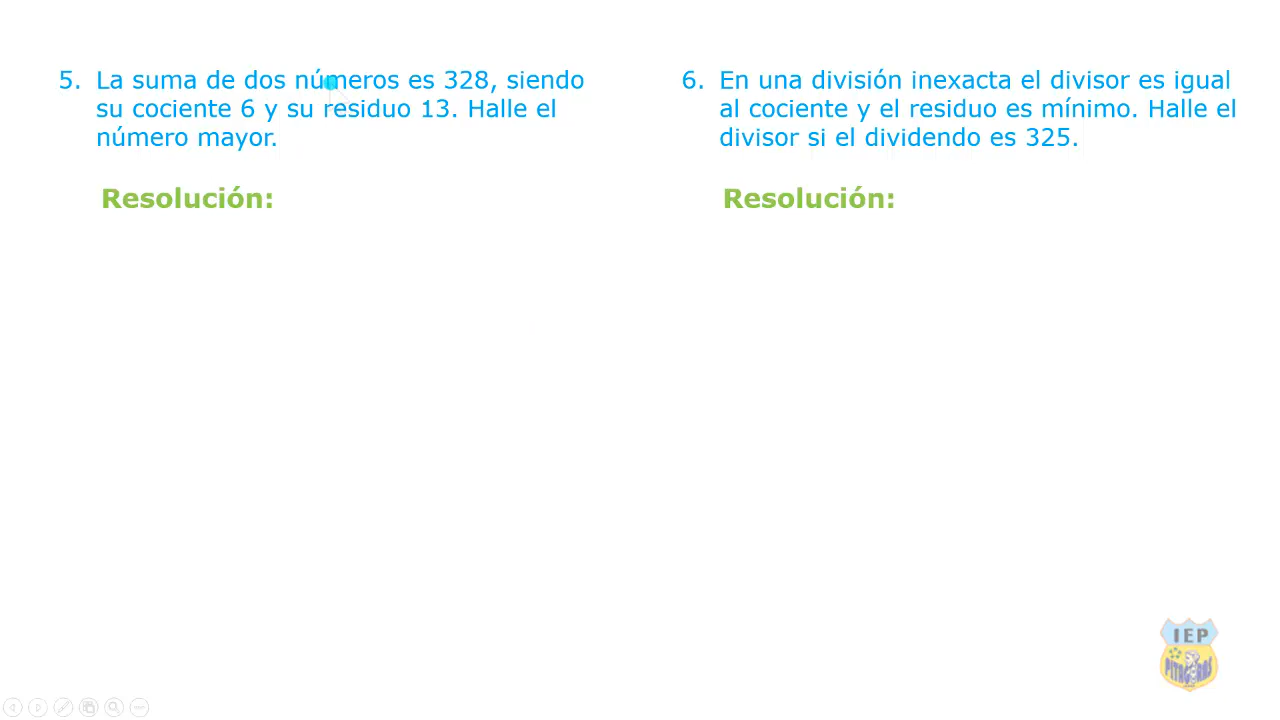 5. La suma de dos números es 328, siendo
su cociente 6 y su residuo 13. Halle el
número mayor.
Resolución:
6. En una división inexacta el divisor es igual
al cociente y el residuo es mínimo. Halle el
divisor si el dividendo es 325.
Resolución:
IEP
PITAGORAS